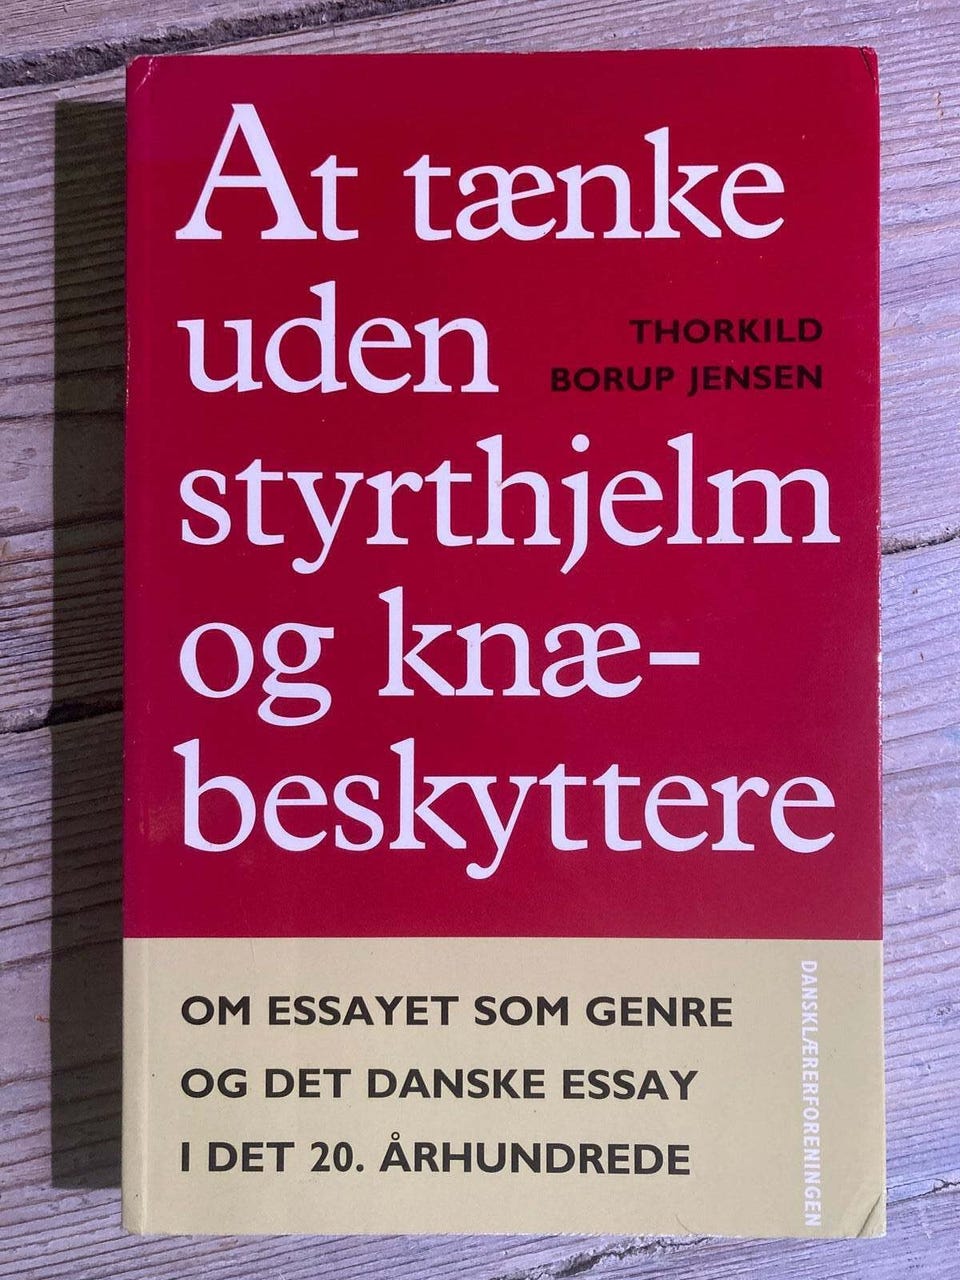 At tænke
uden
THORKILD
BORUP JENSEN
styrthjelm
og knæ-
beskyttere
OM ESSAYET SOM GENRE
OG DET DANSKE ESSAY
I DET 20. ÅRHUNDREDE
DANSKLÆRERFORENINGEN